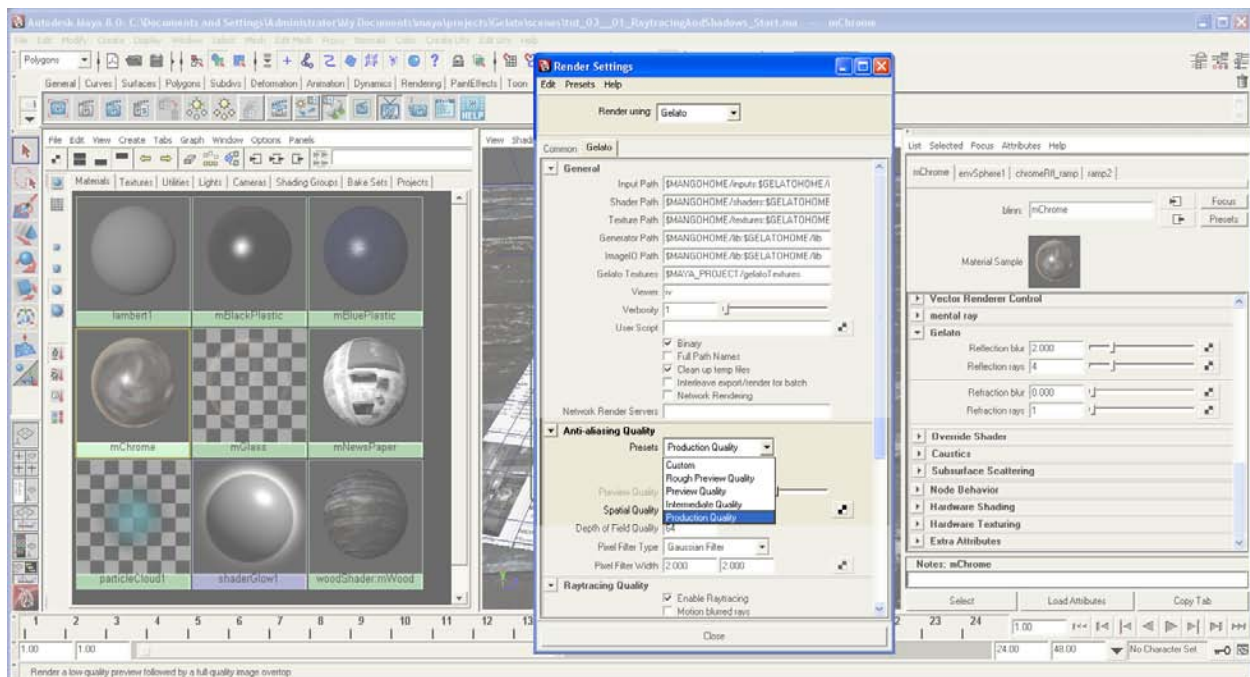 Autodesk Maya 8.0: C:\Documents and Settings\Administrator\My Documents\maya\projects\Gelato\scenes\tut_03__01_RaytracingAndShadows_Start.ma --- mChrome
File Edit Modify Create Display Window
Polygons
General Curves Surfaces Polygons Subdivs Deformation Animation Dynamics Rendering PaintEffects Toon
File Edit View Create Tabs Graph Window Options Panels
Materials Textures Utilities Lights Cameras Shading Groups Bake Sets Projects
lambert1 mBlackPlastic mBluePlastic
mChrome mGlass mNewsPaper
particleCloud1 shaderGlow1 woodShader:mWood
View Shadi
Render Settings
Edit Presets Help
Render using Gelato
Common Gelato
General
Input Path $MANGOHOME/inputs:$GELATOHOME/i
Shader Path $MANGOHOME/shaders:$GELATOHOME
Texture Path $MANGOHOME/textures:$GELATOHOME
Generator Path $MANGOHOME/lib:$GELATOHOME/lib
ImageIO Path $MANGOHOME/lib:$GELATOHOME/lib
Gelato Textures $MAYA_PROJECT/gelatoTextures
Viewer iv
Verbosity 1
User Script
Binary
Full Path Names
Clean up temp files
Interleave export/render for batch
Network Rendering
Network Render Servers
Anti-aliasing Quality
Presets Production Quality
Custom
Rough Preview Quality
Preview Quality
Intermediate Quality
Production Quality
Preview Quality
Spatial Quality
Depth of Field Quality 64
Pixel Filter Type Gaussian Filter
Pixel Filter Width 2.000 2.000
Raytracing Quality
Enable Raytracing
Motion blurred rays
Close
List Selected Focus Attributes Help
mChrome envSphere1 chromeRfl_ramp ramp2
blinn: mChrome
Focus
Presets
Material Sample
Vector Renderer Control
mental ray
Gelato
Reflection blur 2.000
Reflection rays 4
Refraction blur 0.000
Refraction rays 1
Override Shader
Caustics
Subsurface Scattering
Node Behavior
Hardware Shading
Hardware Texturing
Extra Attributes
Notes: mChrome
Select Load Attributes Copy Tab
1 2 3 4 5 6 7 8 9 10 11 12 13 2 23 24
1.00
1.00 1.00 24.00 48.00 No Character Set
Render a low quality preview followed by a full quality image overtop